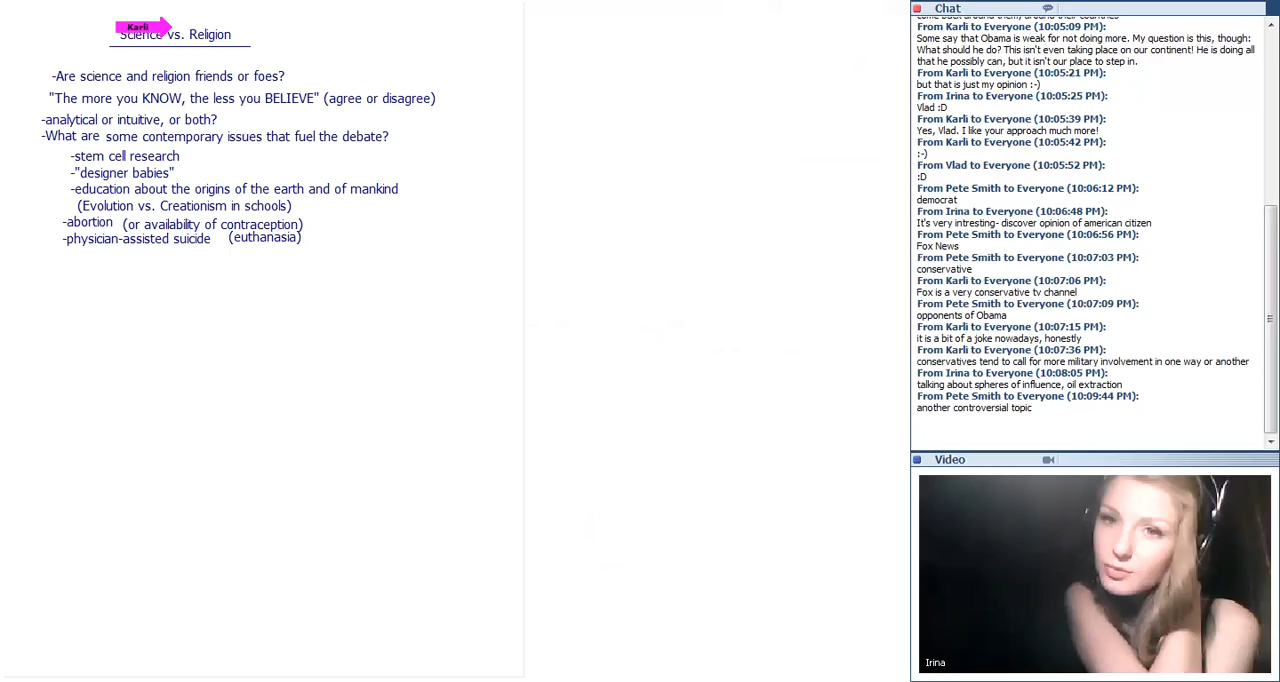 Karli
Science vs. Religion
-Are science and religion friends or foes?
"The more you KNOW, the less you BELIEVE" (agree or disagree)
-analytical or intuitive, or both?
-What are some contemporary issues that fuel the debate?
-stem cell research
-"designer babies"
-education about the origins of the earth and of mankind
(Evolution vs. Creationism in schools)
-abortion (or availability of contraception)
-physician-assisted suicide (euthanasia)
Chat
come back around them, around their countries
From Karli to Everyone (10:05:09 PM):
Some say that Obama is weak for not doing more. My question is this, though:
What should he do? This isn't even taking place on our continent! He is doing all
that he possibly can, but it isn't our place to step in.
From Karli to Everyone (10:05:21 PM):
but that is just my opinion :-)
From Irina to Everyone (10:05:25 PM):
Vlad :D
From Karli to Everyone (10:05:39 PM):
Yes, Vlad. I like your approach much more!
From Karli to Everyone (10:05:42 PM):
:-)
From Vlad to Everyone (10:05:52 PM):
:D
From Pete Smith to Everyone (10:06:12 PM):
democrat
From Irina to Everyone (10:06:48 PM):
It's very intresting- discover opinion of american citizen
From Pete Smith to Everyone (10:06:56 PM):
Fox News
From Pete Smith to Everyone (10:07:03 PM):
conservative
From Karli to Everyone (10:07:06 PM):
Fox is a very conservative tv channel
From Pete Smith to Everyone (10:07:09 PM):
opponents of Obama
From Karli to Everyone (10:07:15 PM):
it is a bit of a joke nowadays, honestly
From Karli to Everyone (10:07:36 PM):
conservatives tend to call for more military involvement in one way or another
From Irina to Everyone (10:08:05 PM):
talking about spheres of influence, oil extraction
From Pete Smith to Everyone (10:09:44 PM):
another controversial topic
Video
Irina